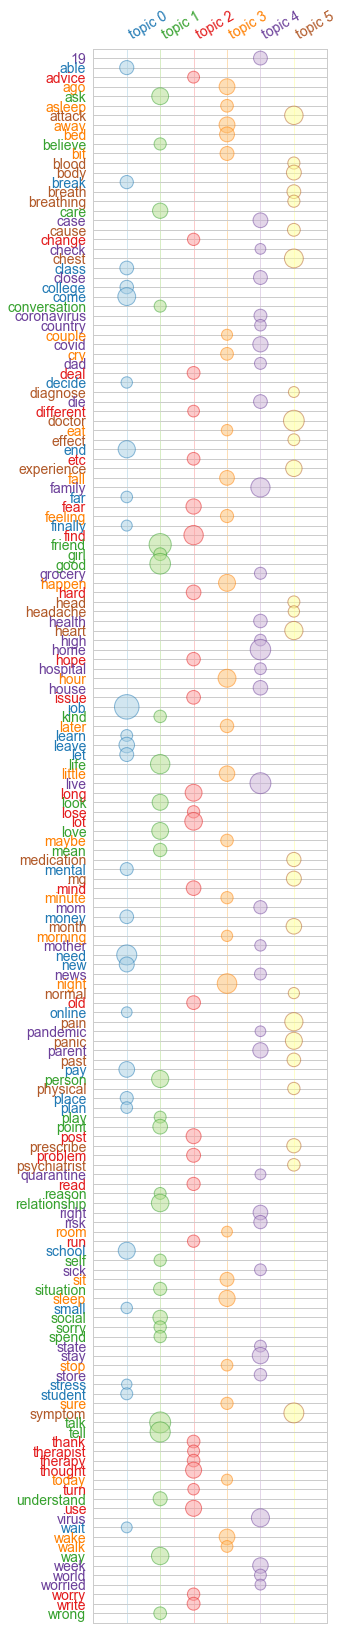 topic 0 topic 1 topic 2 topic 3 topic 4 topic 5
19
able
advice
ago
ask
asleep
attack
away
bed
believe
bit
blood
body
break
breath
breathing
care
case
cause
change
check
chest
class
close
college
come
conversation
coronavirus
country
couple
covid
cry
dad
deal
decide
diagnose
die
different
doctor
eat
effect
end
etc
experience
fall
family
far
fear
feeling
finally
find
friend
girl
good
grocery
happen
hard
head
headache
health
heart
high
home
hope
hospital
hour
house
issue
job
kind
later
learn
leave
let
life
little
live
long
look
lose
lot
love
maybe
mean
medication
mental
mg
mind
minute
mom
money
month
morning
mother
need
new
news
night
normal
old
online
pain
pandemic
panic
parent
past
pay
person
physical
place
plan
play
point
post
prescribe
problem
psychiatrist
quarantine
read
reason
relationship
right
risk
room
run
school
self
sick
sit
situation
sleep
small
social
sorry
spend
state
stay
stop
store
stress
student
sure
symptom
talk
tell
thank
therapist
therapy
thought
today
turn
understand
use
virus
wait
wake
walk
way
week
world
worried
worry
write
wrong